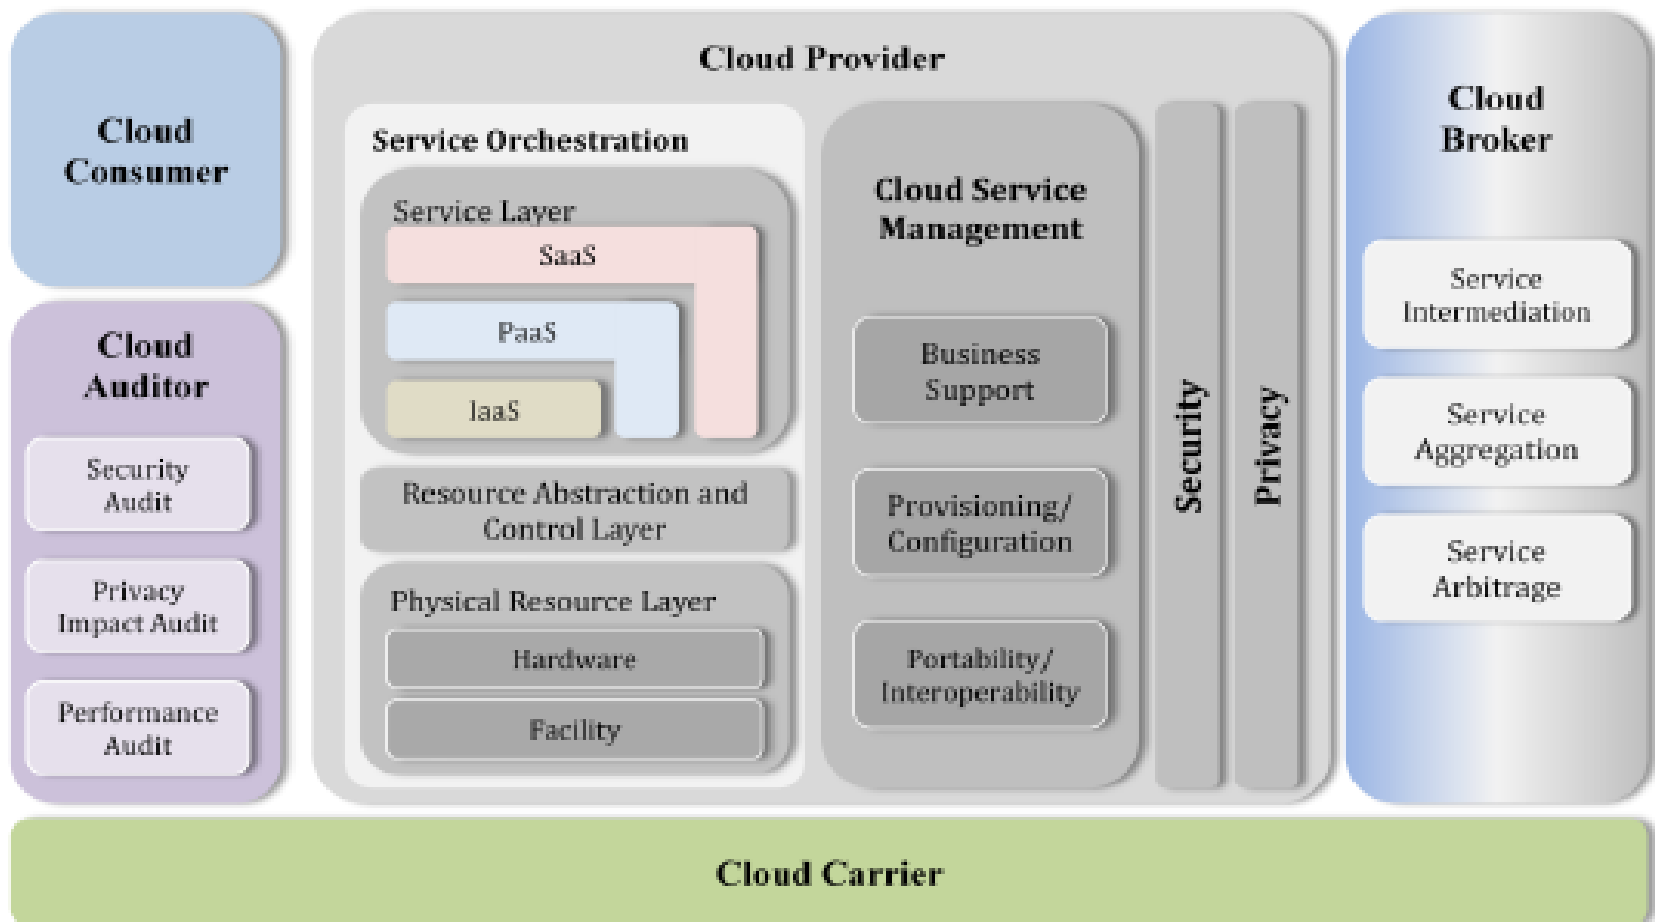 Cloud
Consumer
Cloud
Auditor
Security
Audit
Privacy
Impact Audit
Performance
Audit
Cloud Provider
Service Orchestration
Service Layer
SaaS
PaaS
IaaS
Resource Abstraction and
Control Layer
Physical Resource Layer
Hardware
Facility
Cloud Service
Management
Business
Support
Provisioning/
Configuration
Portability/
Interoperability
Security
Privacy
Cloud
Broker
Service
Intermediation
Service
Aggregation
Service
Arbitrage
Cloud Carrier